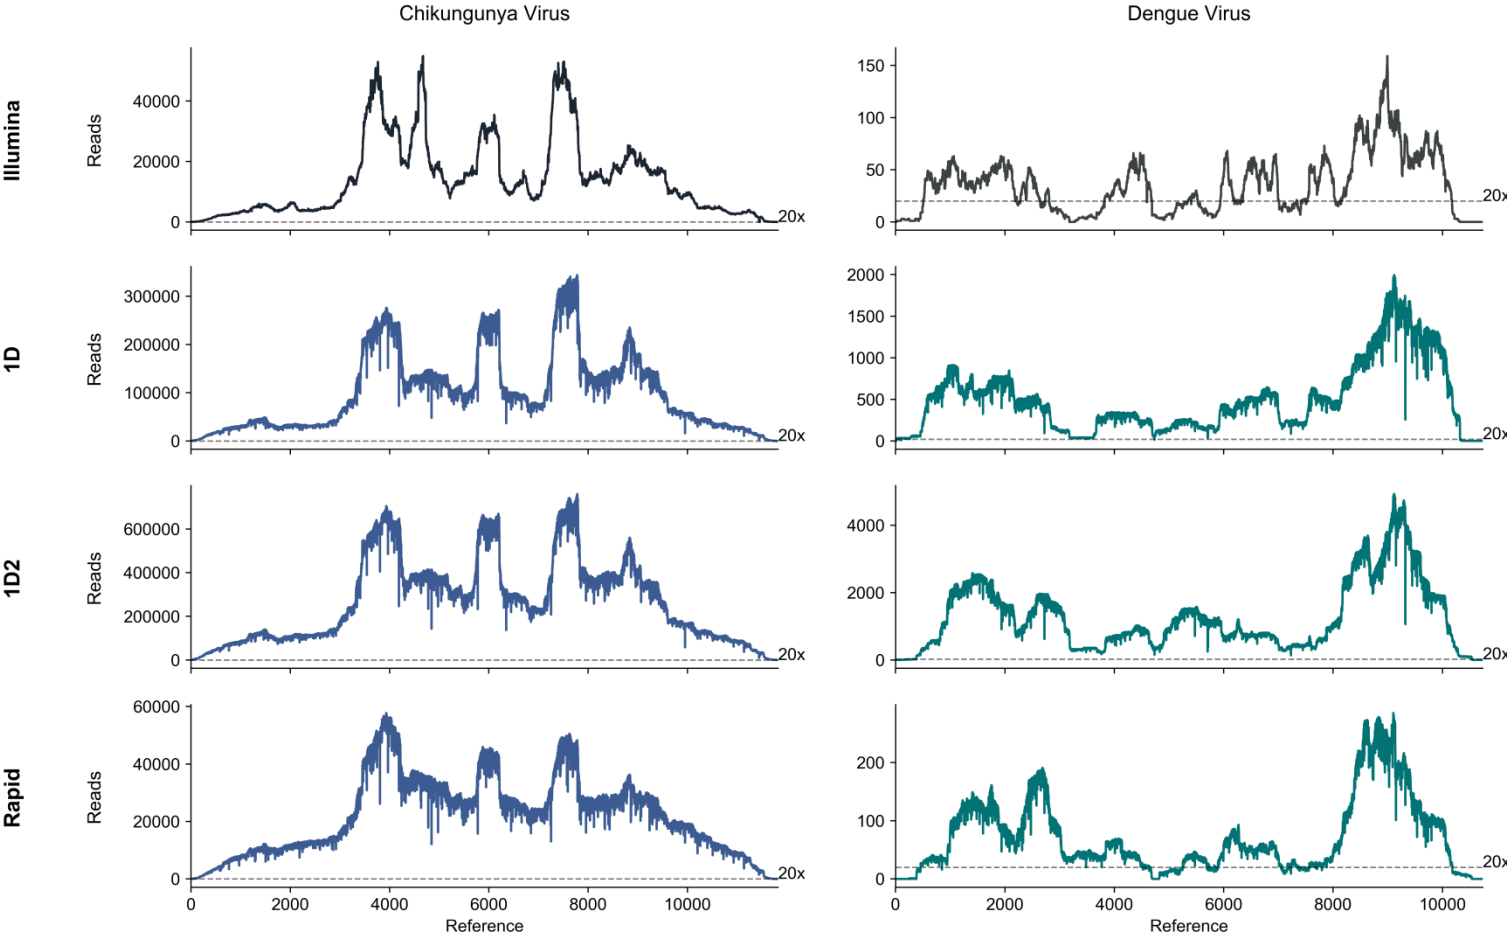 Chikungunya Virus
Dengue Virus
Illumina
Reads
40000
20000
0
20x
150
100
50
0
20x
1D
Reads
300000
200000
100000
0
20x
2000
1500
1000
500
0
20x
1D2
Reads
600000
400000
200000
0
20x
4000
2000
0
20x
Rapid
Reads
60000
40000
20000
0
20x
200
100
0
20x
0 2000 4000 6000 8000 10000
Reference
0 2000 4000 6000 8000 10000
Reference